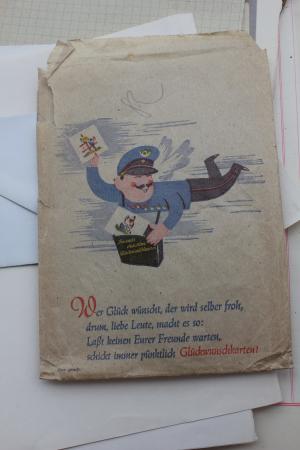 Wer Glück wünscht, der wird selber froh,
drum, liebe Leute, macht es so:
Laßt keinen Eurer Freunde warten,
schickt immer pünktlich Glückwunschkarten!